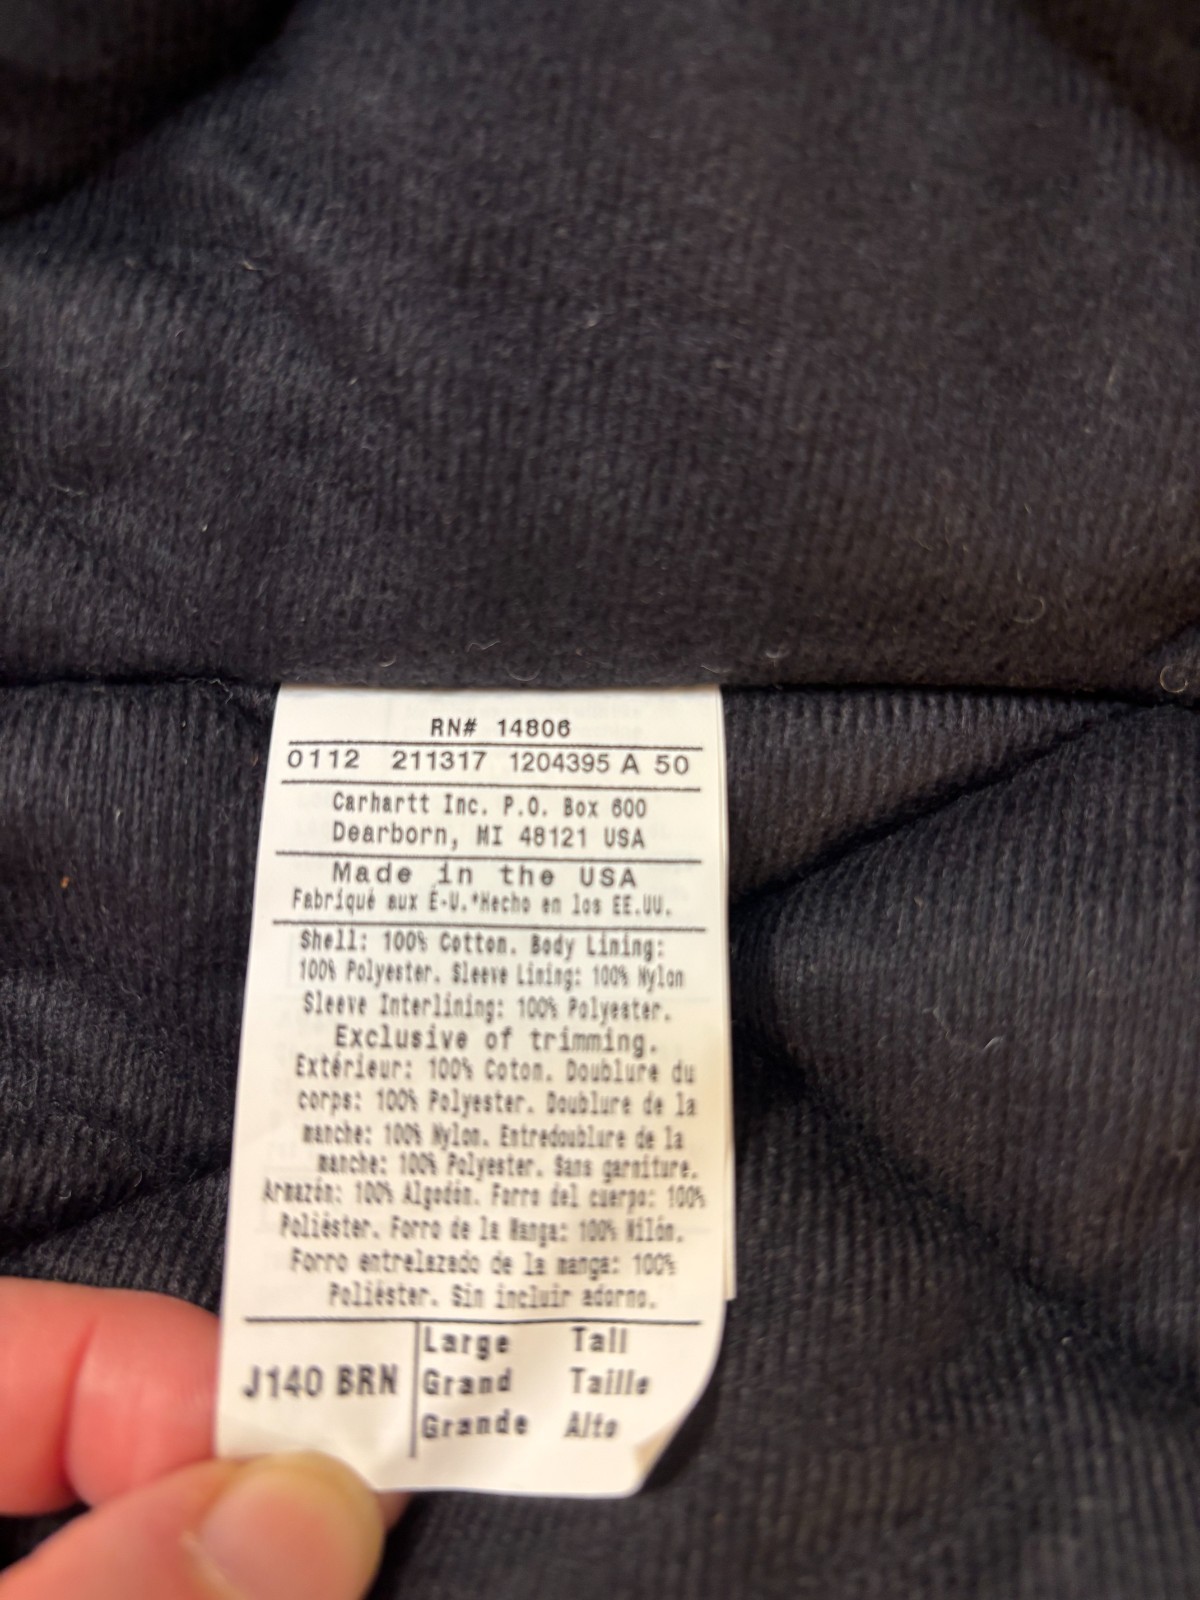 RN# 14806
0112 211317 1204395 A 50
Carhartt Inc. P.O. Box 600
Dearborn, MI 48121 USA
Made in the USA
Fabriqué aux É-U.*Hecho en los EE.UU.
Shell: 100% Cotton. Body Lining:
100% Polyester. Sleeve Lining: 100% Nylon
Sleeve Interlining: 100% Polyester.
Exclusive of trimming.
Extérieur: 100% Coton. Doublure du
corps: 100% Polyester. Doublure de la
manche: 100% Nylon. Entredoublure de la
manche: 100% Polyester. Sans garniture.
Armazón: 100% Algodón. Forro del cuerpo: 100%
Poliéster. Forro de la Manga: 100% Nilón.
Forro entrelazado de la manga: 100%
Poliéster. Sin incluir adorno.
J140 BRN
Large Tall
Grand Taille
Grande Alto